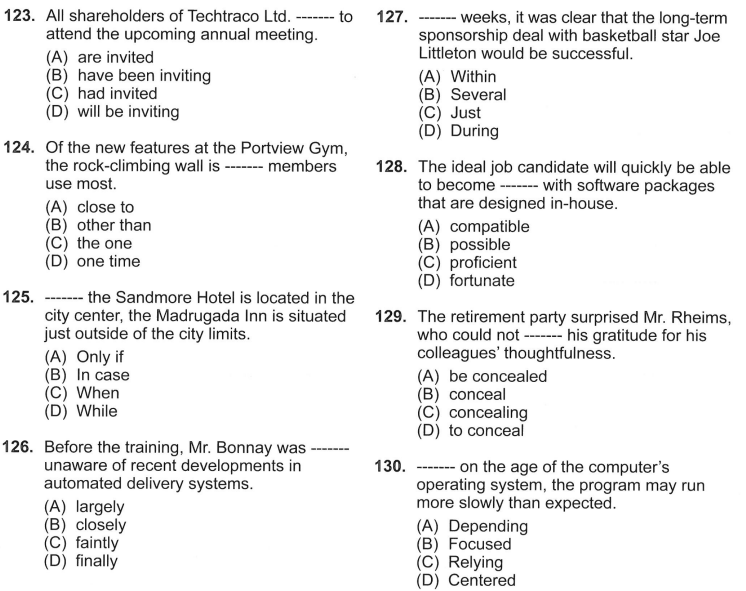 123. All shareholders of Techtraco Ltd. ------- to
attend the upcoming annual meeting.
(A) are invited
(B) have been inviting
(C) had invited
(D) will be inviting
124. Of the new features at the Portview Gym,
the rock-climbing wall is ------- members
use most.
(A) close to
(B) other than
(C) the one
(D) one time
125. ------- the Sandmore Hotel is located in the
city center, the Madrugada Inn is situated
just outside of the city limits.
(A) Only if
(B) In case
(C) When
(D) While
126. Before the training, Mr. Bonnay was -------
unaware of recent developments in
automated delivery systems.
(A) largely
(B) closely
(C) faintly
(D) finally
127. ------- weeks, it was clear that the long-term
sponsorship deal with basketball star Joe
Littleton would be successful.
(A) Within
(B) Several
(C) Just
(D) During
128. The ideal job candidate will quickly be able
to become ------- with software packages
that are designed in-house.
(A) compatible
(B) possible
(C) proficient
(D) fortunate
129. The retirement party surprised Mr. Rheims,
who could not ------- his gratitude for his
colleagues' thoughtfulness.
(A) be concealed
(B) conceal
(C) concealing
(D) to conceal
130. ------- on the age of the computer's
operating system, the program may run
more slowly than expected.
(A) Depending
(B) Focused
(C) Relying
(D) Centered